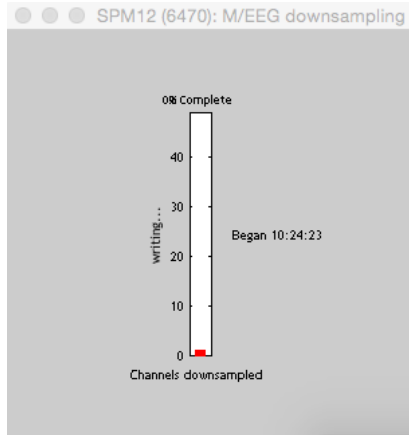 SPM12 (6470): M/EEG downsampling
0% Complete
40
30
writing...
Began 10:24:23
20
10
0
Channels downsampled